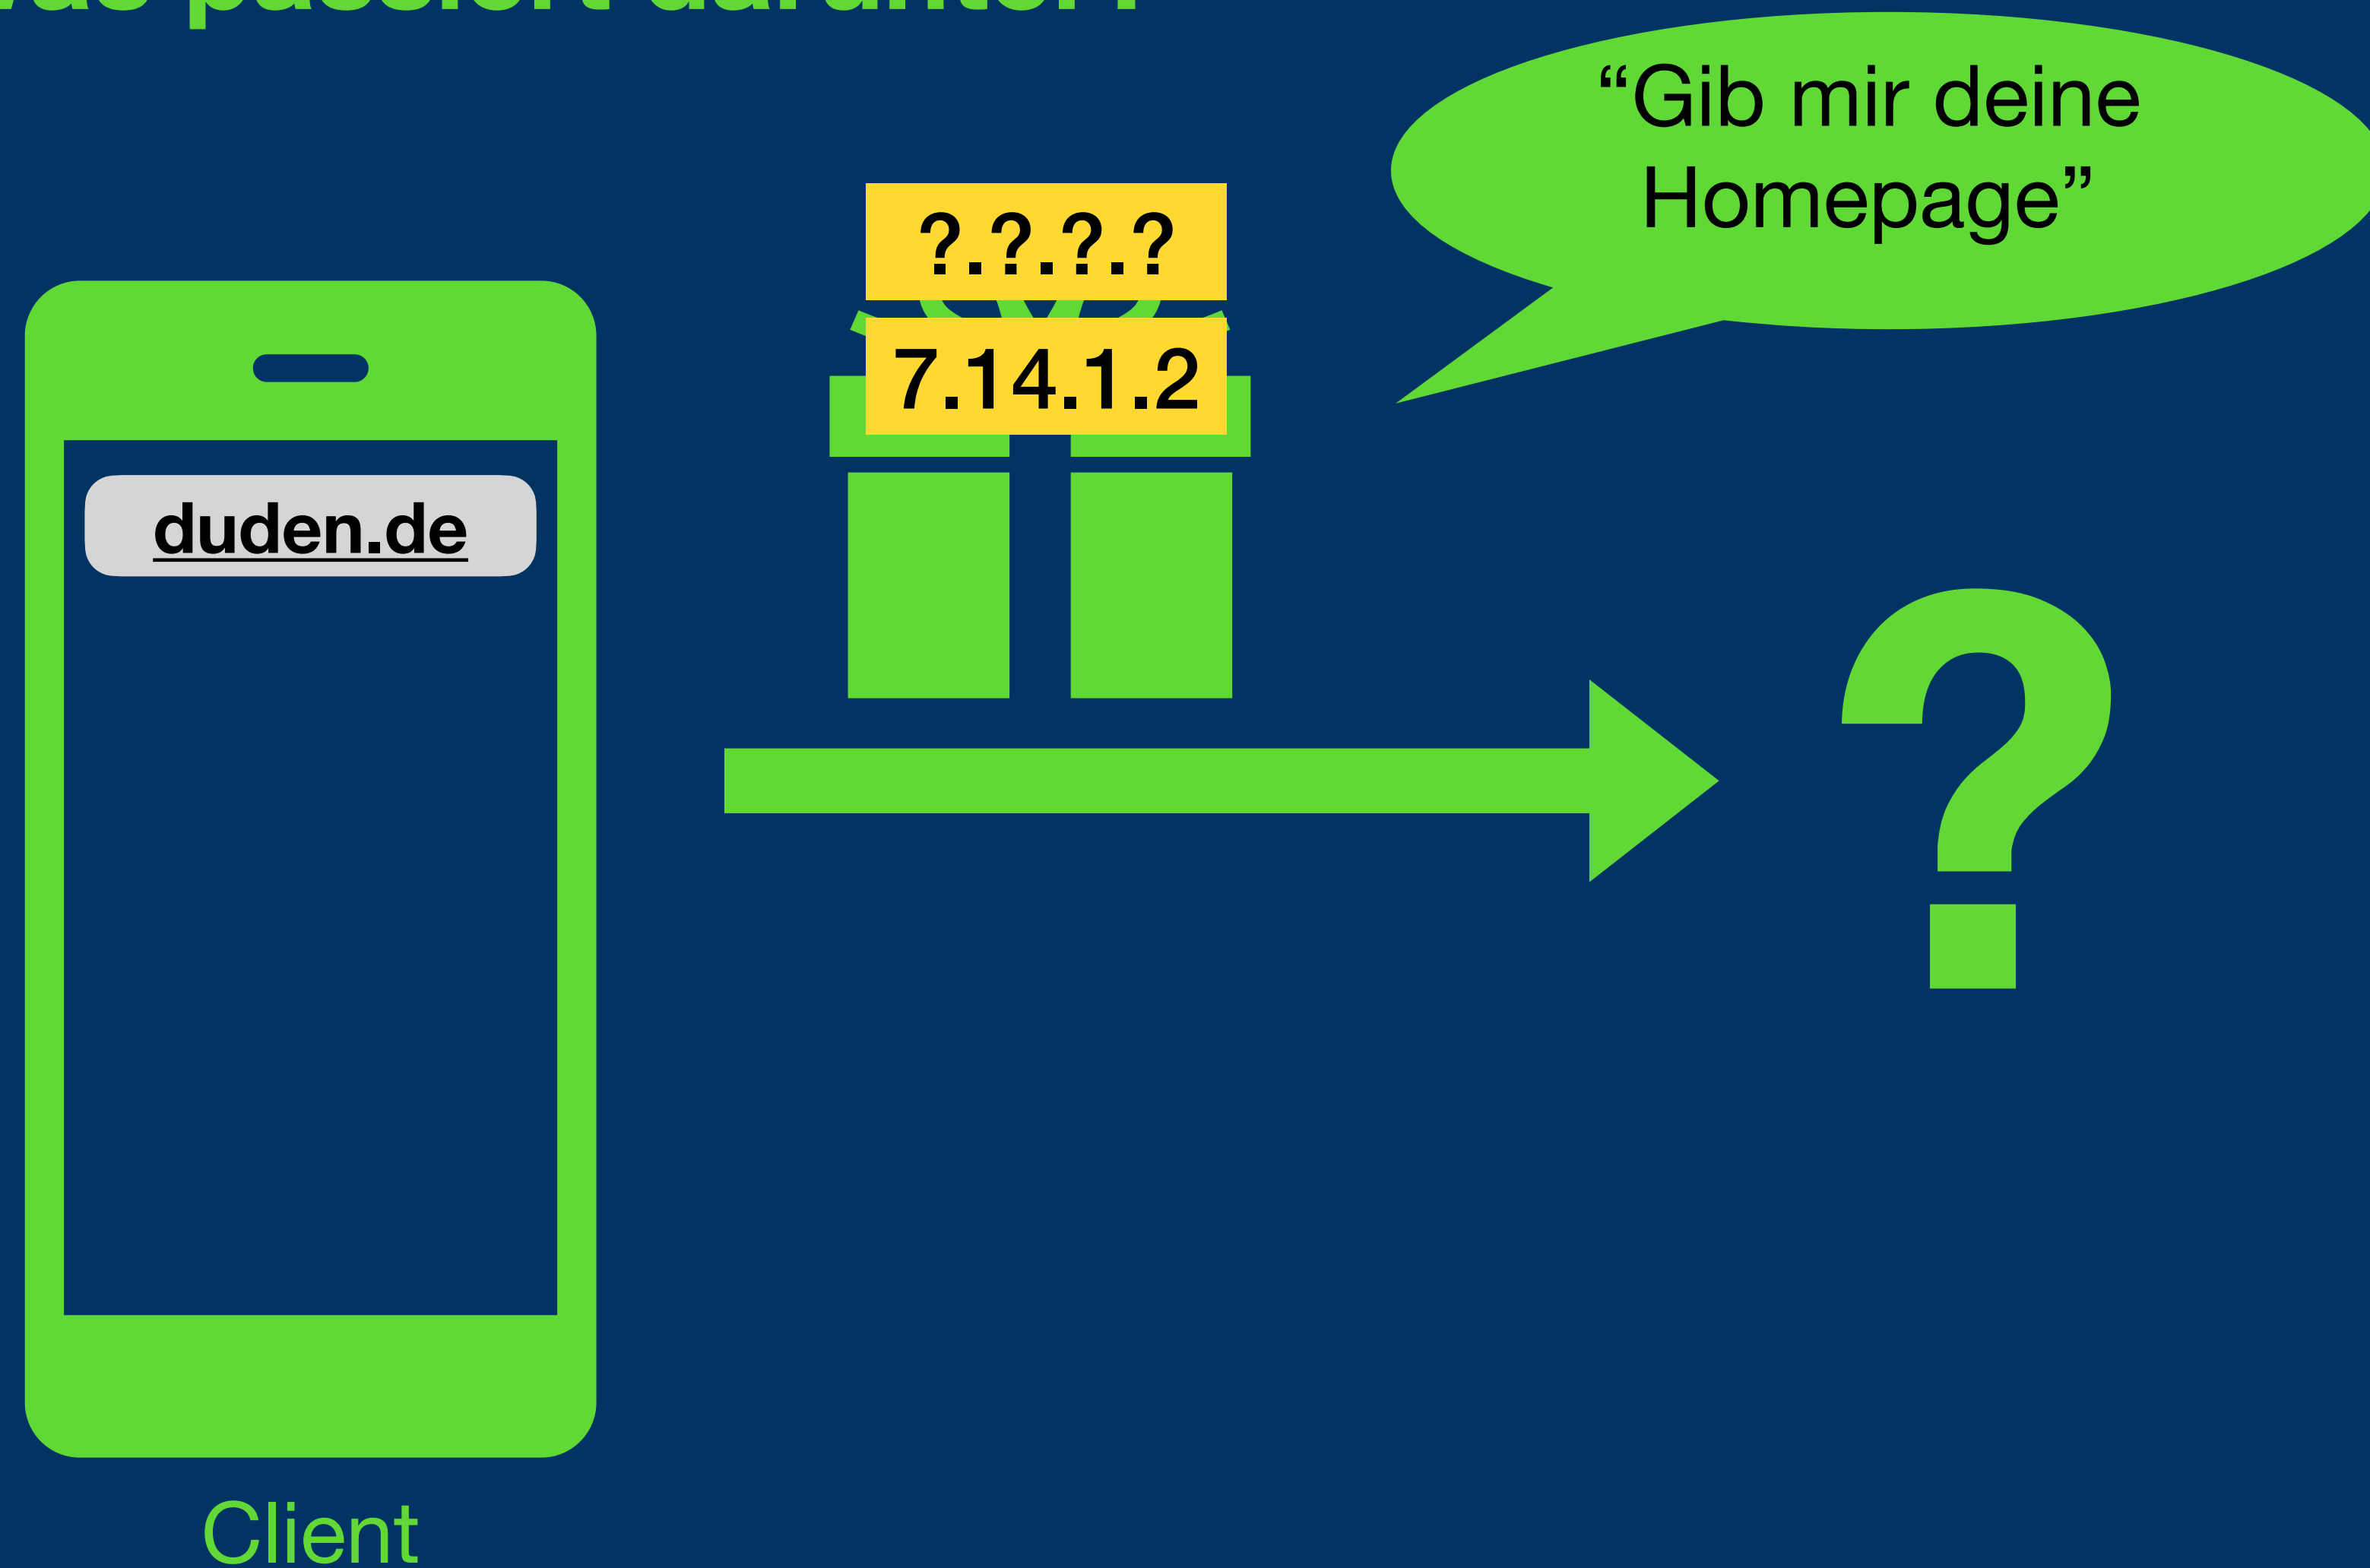 “Gib mir deine
Homepage”
?.?.?.?
7.14.1.2
duden.de
Client